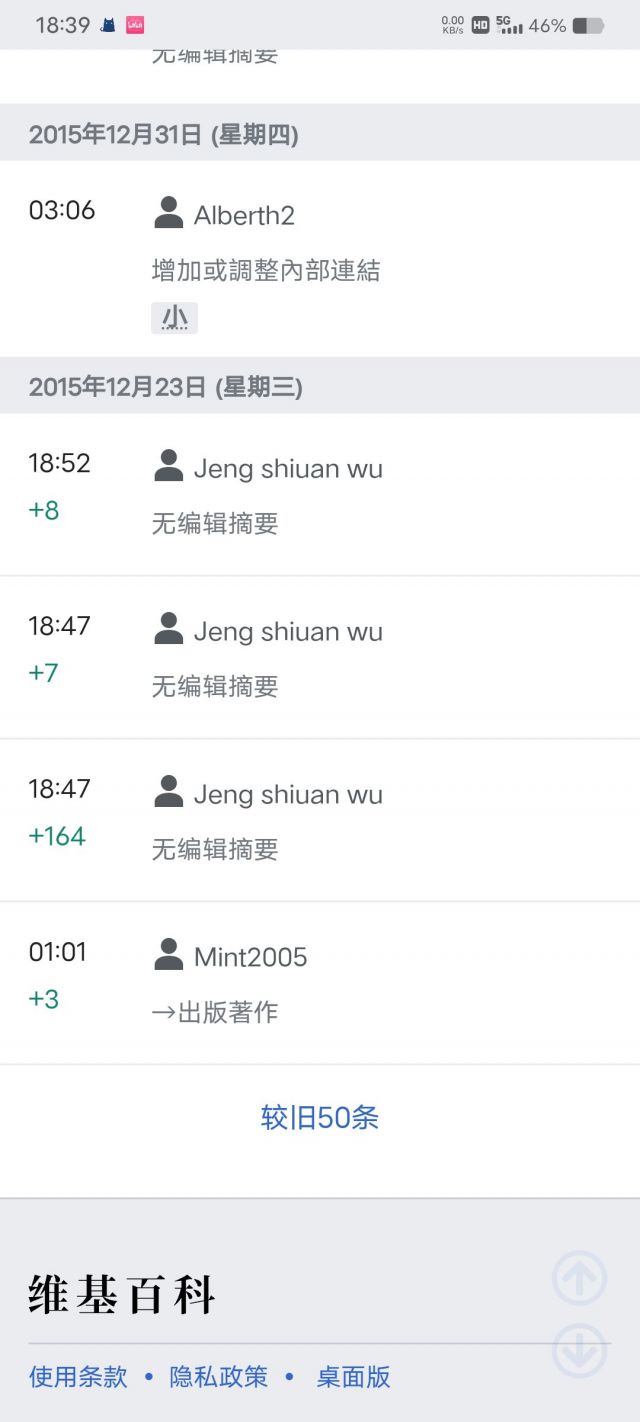 18:39 0.00 KB/s HD 5G 46%
无编辑摘要
2015年12月31日 (星期四)
03:06 Alberth2
增加或調整內部連結
小
2015年12月23日 (星期三)
18:52 Jeng shiuan wu
+8 无编辑摘要
18:47 Jeng shiuan wu
+7 无编辑摘要
18:47 Jeng shiuan wu
+164 无编辑摘要
01:01 Mint2005
+3 →出版著作
较旧50条
维基百科
使用条款 • 隐私政策 • 桌面版